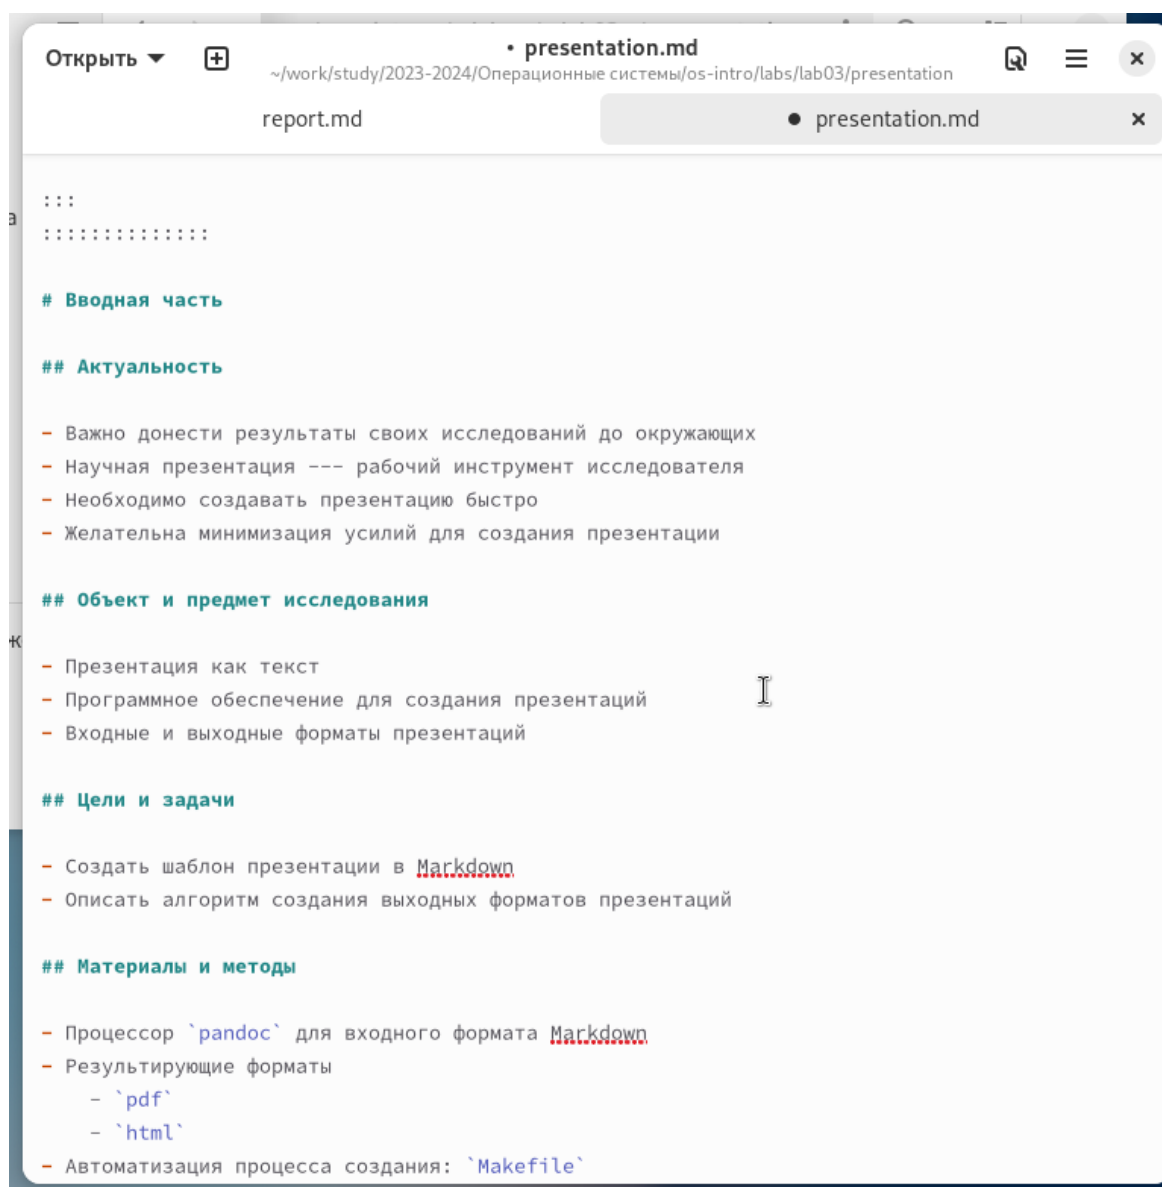 Открыть
• presentation.md
~/work/study/2023-2024/Операционные системы/os-intro/labs/lab03/presentation
report.md
● presentation.md
:::
::::::::::::::
# Вводная часть
## Актуальность
- Важно донести результаты своих исследований до окружающих
- Научная презентация --- рабочий инструмент исследователя
- Необходимо создавать презентацию быстро
- Желательна минимизация усилий для создания презентации
## Объект и предмет исследования
- Презентация как текст
- Программное обеспечение для создания презентаций
- Входные и выходные форматы презентаций
## Цели и задачи
- Создать шаблон презентации в Markdown
- Описать алгоритм создания выходных форматов презентаций
## Материалы и методы
- Процессор `pandoc` для входного формата Markdown
- Результирующие форматы
- `pdf`
- `html`
- Автоматизация процесса создания: `Makefile`